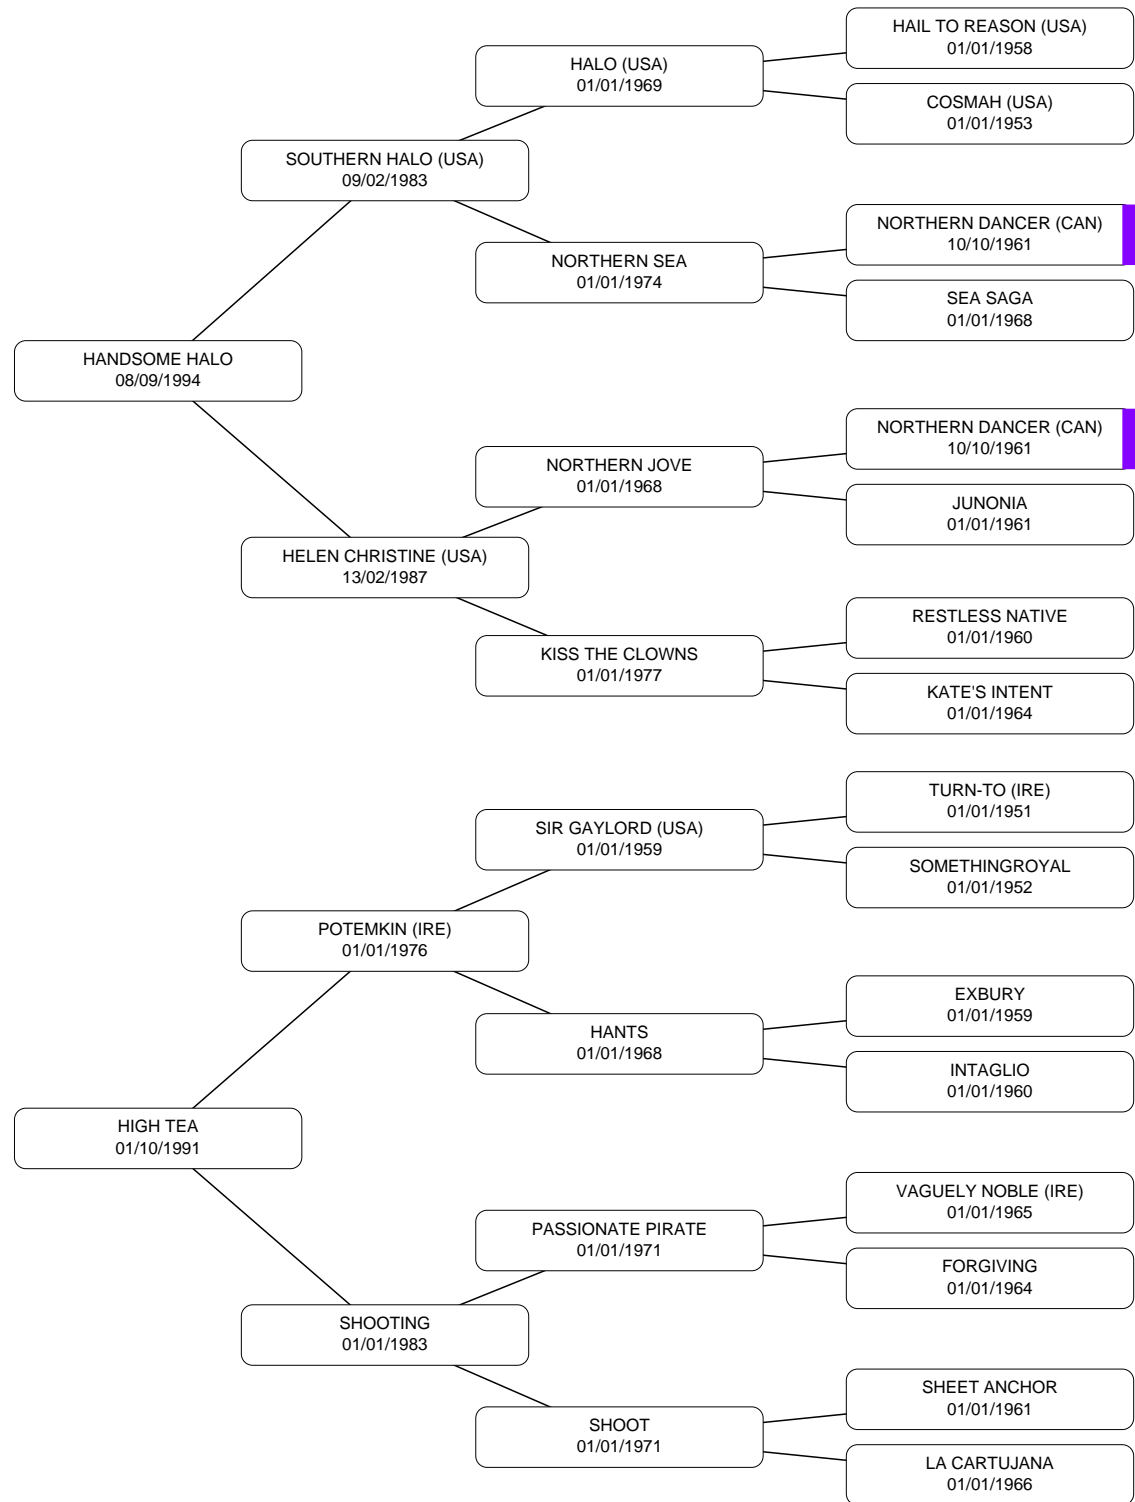 HAIL TO REASON (USA)
01/01/1958
HALO (USA)
01/01/1969
COSMAH (USA)
01/01/1953
SOUTHERN HALO (USA)
09/02/1983
NORTHERN DANCER (CAN)
10/10/1961
NORTHERN SEA
01/01/1974
SEA SAGA
01/01/1968
HANDSOME HALO
08/09/1994
NORTHERN DANCER (CAN)
10/10/1961
NORTHERN JOVE
01/01/1968
JUNONIA
01/01/1961
HELEN CHRISTINE (USA)
13/02/1987
RESTLESS NATIVE
01/01/1960
KISS THE CLOWNS
01/01/1977
KATE'S INTENT
01/01/1964
TURN-TO (IRE)
01/01/1951
SIR GAYLORD (USA)
01/01/1959
SOMETHINGROYAL
01/01/1952
POTEMKIN (IRE)
01/01/1976
EXBURY
01/01/1959
HANTS
01/01/1968
INTAGLIO
01/01/1960
HIGH TEA
01/10/1991
VAGUELY NOBLE (IRE)
01/01/1965
PASSIONATE PIRATE
01/01/1971
FORGIVING
01/01/1964
SHOOTING
01/01/1983
SHEET ANCHOR
01/01/1961
SHOOT
01/01/1971
LA CARTUJANA
01/01/1966